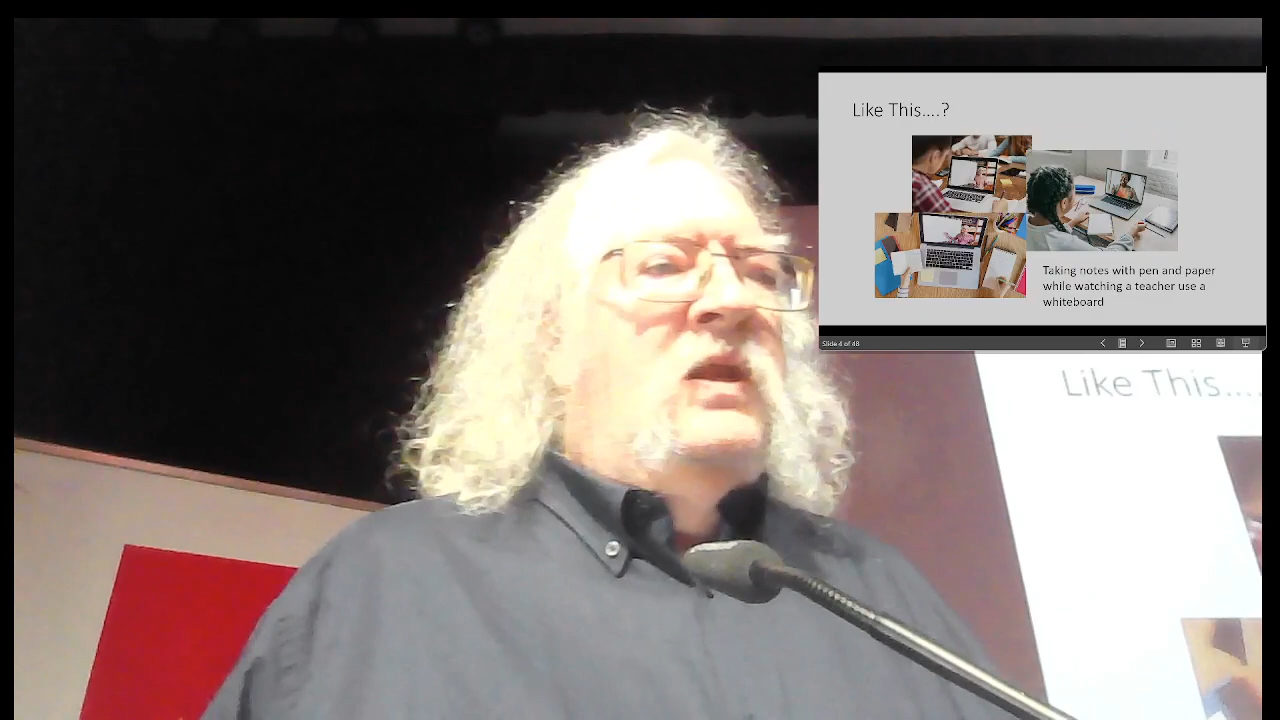 Like This....?
Taking notes with pen and paper
while watching a teacher use a
whiteboard
Slide 4 of 48
Like This....